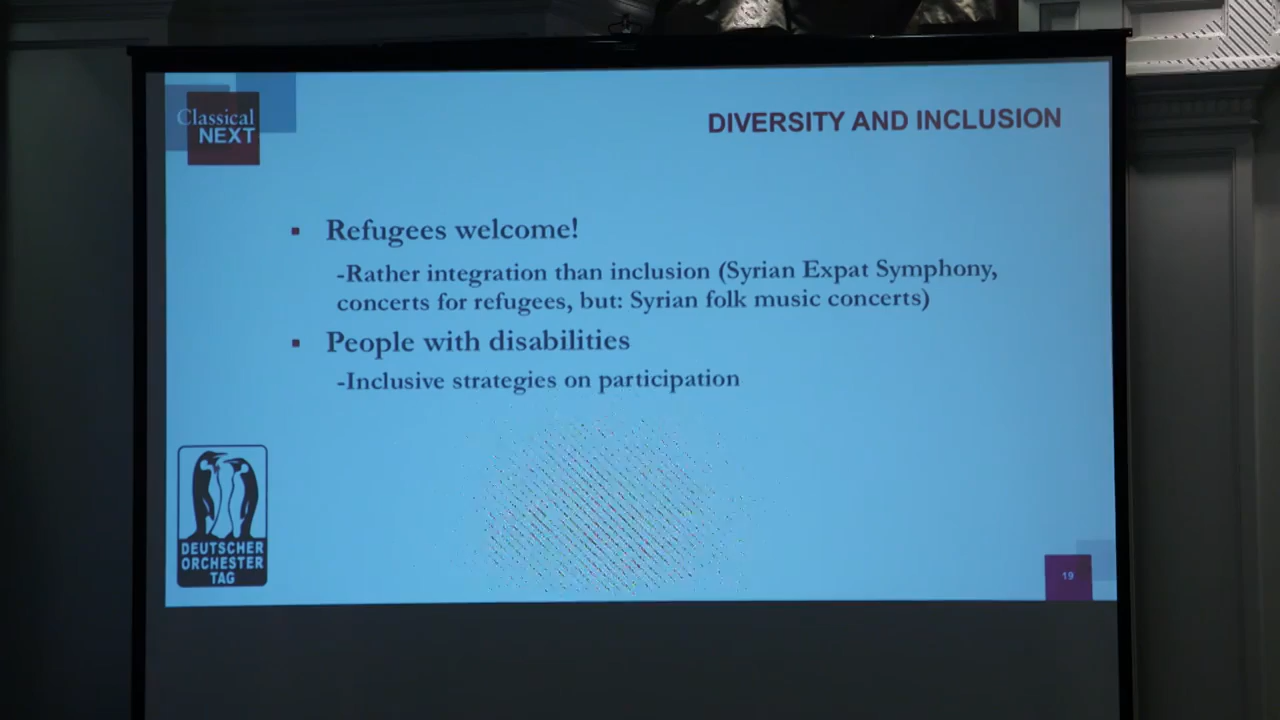 Classical
NEXT
DIVERSITY AND INCLUSION
▪ Refugees welcome!
-Rather integration than inclusion (Syrian Expat Symphony,
concerts for refugees, but: Syrian folk music concerts)
▪ People with disabilities
-Inclusive strategies on participation
DEUTSCHER
ORCHESTER
TAG
19